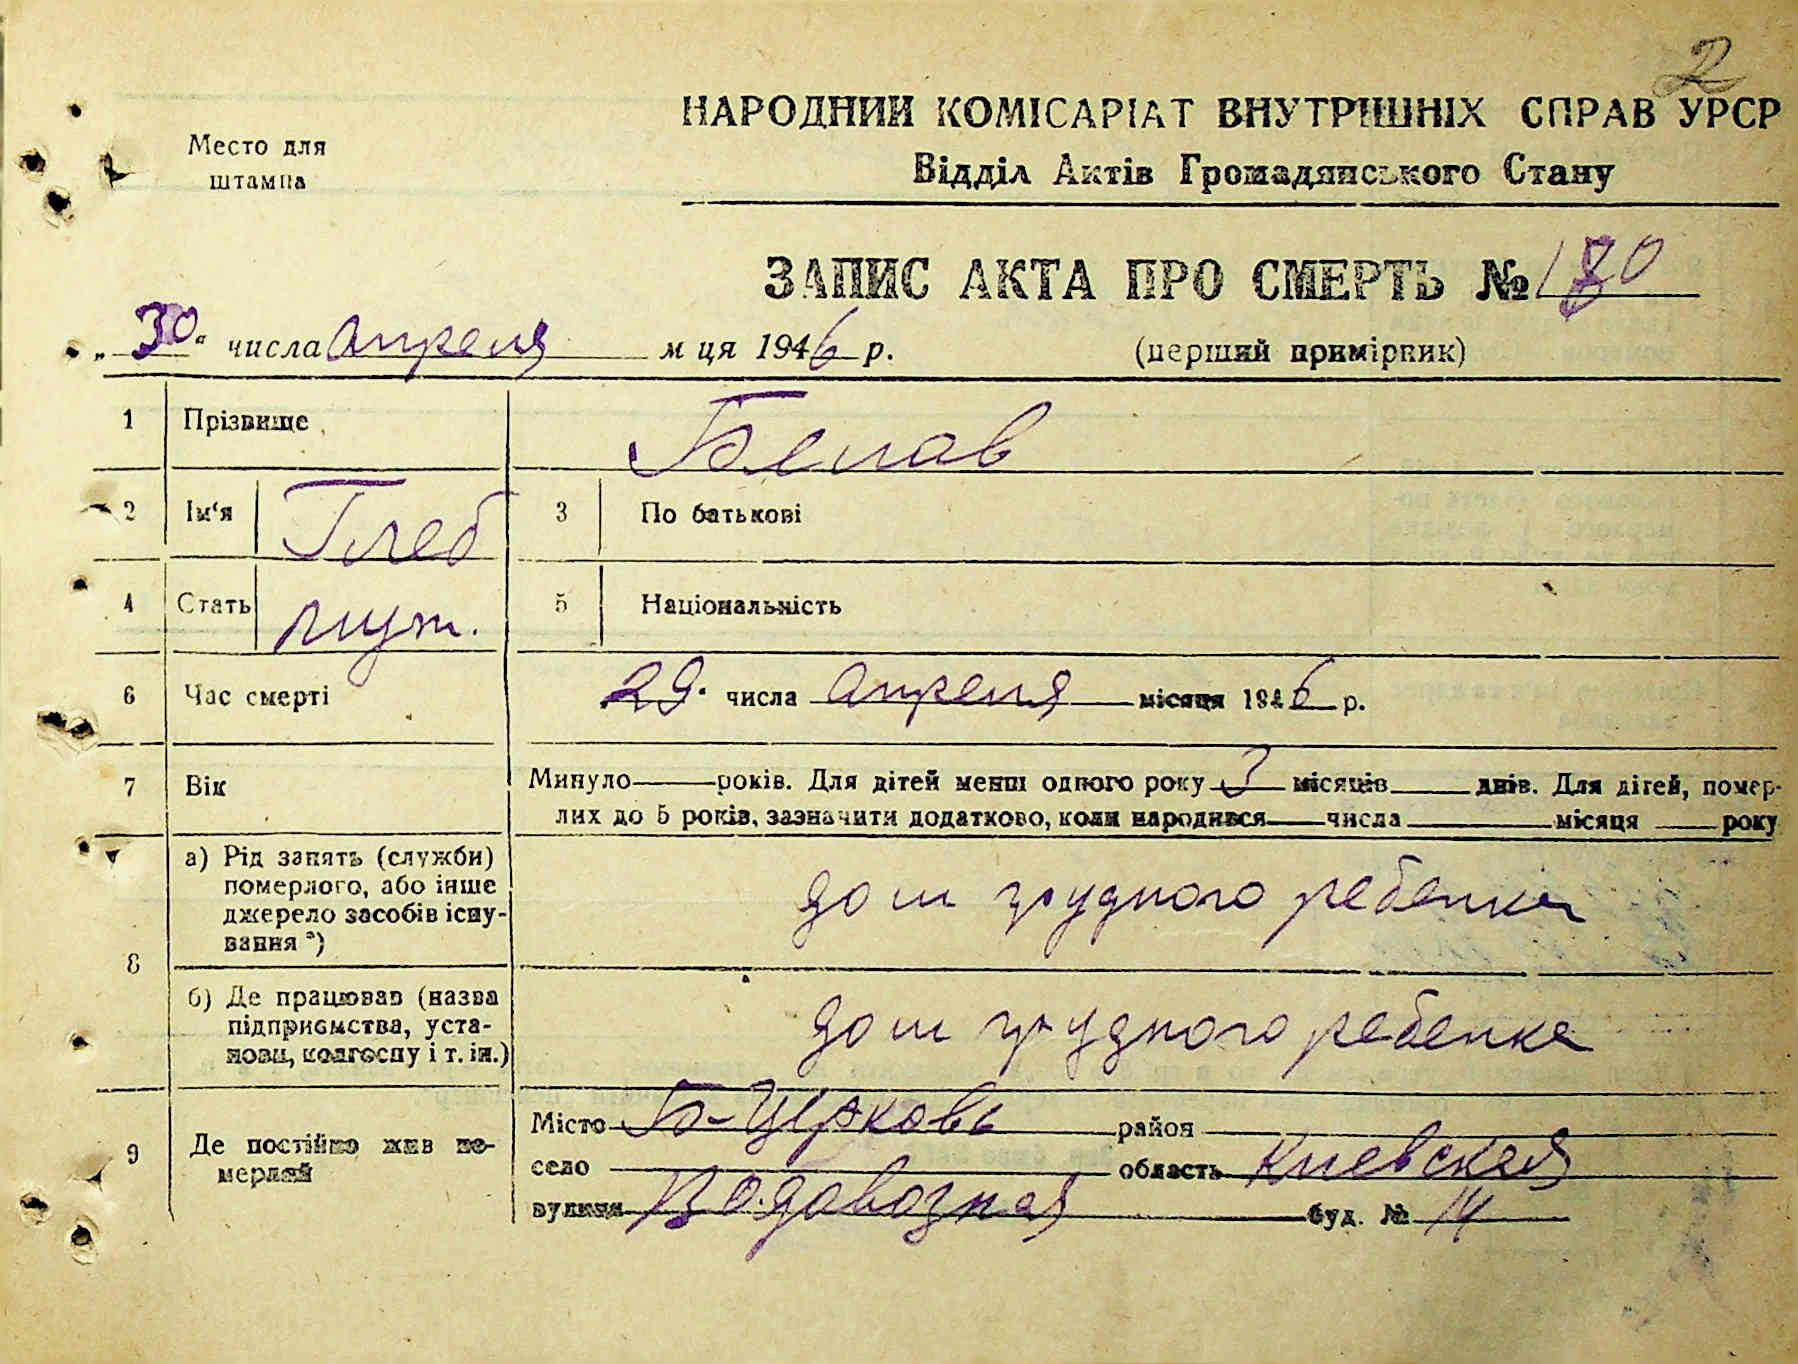 2
Место для
штампа
НАРОДНИЙ КОМІСАРІАТ ВНУТРІШНІХ СПРАВ УРСР
Відділ Актів Громадянського Стану
ЗАПИС АКТА ПРО СМЕРТЬ № 180
„30“ числа апреля м ця 1946 р. (перший примірник)
1 Прізвище Белав
2 Ім'я Глеб 3 По батькові
4 Стать муж. 5 Національність
6 Час смерті 29. числа апреля місяця 1946 р.
7 Вік Минуло років. Для дітей менш одного року 3 місяців днів. Для дітей, помер-
лих до 5 років, зазначити додатково, коли народився числа місяця року
8 а) Рід занять (служби)
померлого, або інше
джерело засобів існу-
вання *)
дом грудного ребенка
б) Де працював (назва
підприємства, уста-
нови, колгоспу і т. ін.)
дом грудного ребенка
9 Де постійно жив по-
мерлий
Місто Б-Церковь район
село область Киевская
вулиця Водовозная буд. № 14